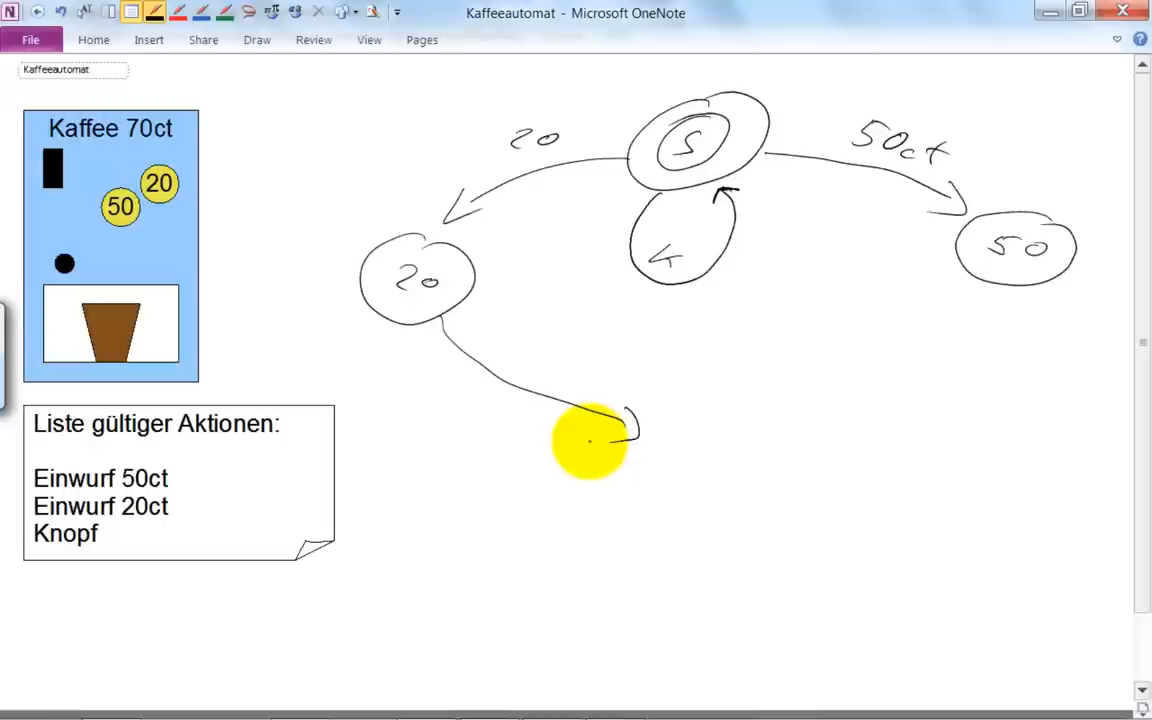 Kaffeeautomat - Microsoft OneNote
File Home Insert Share Draw Review View Pages
Kaffeeautomat
Kaffee 70ct
20
50
Liste gültiger Aktionen:
Einwurf 50ct
Einwurf 20ct
Knopf
20
S
50ct
4
20
50